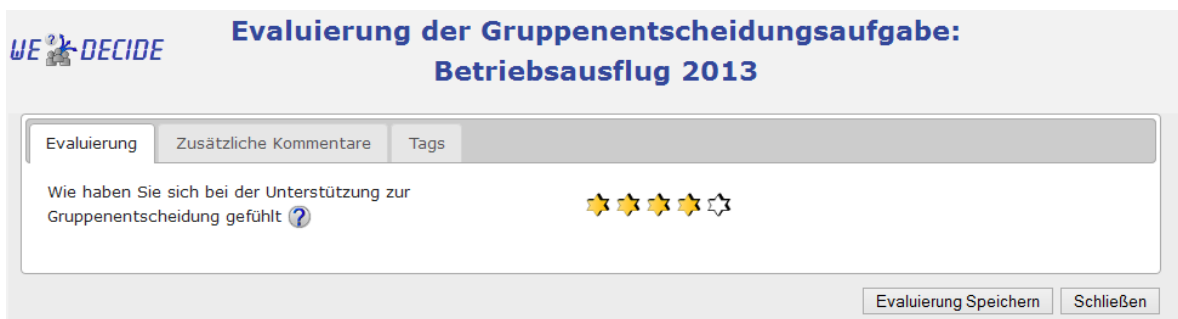 WE DECIDE
Evaluierung der Gruppenentscheidungsaufgabe:
Betriebsausflug 2013
Evaluierung
Zusätzliche Kommentare
Tags
Wie haben Sie sich bei der Unterstützung zur
Gruppenentscheidung gefühlt
Evaluierung Speichern
Schließen